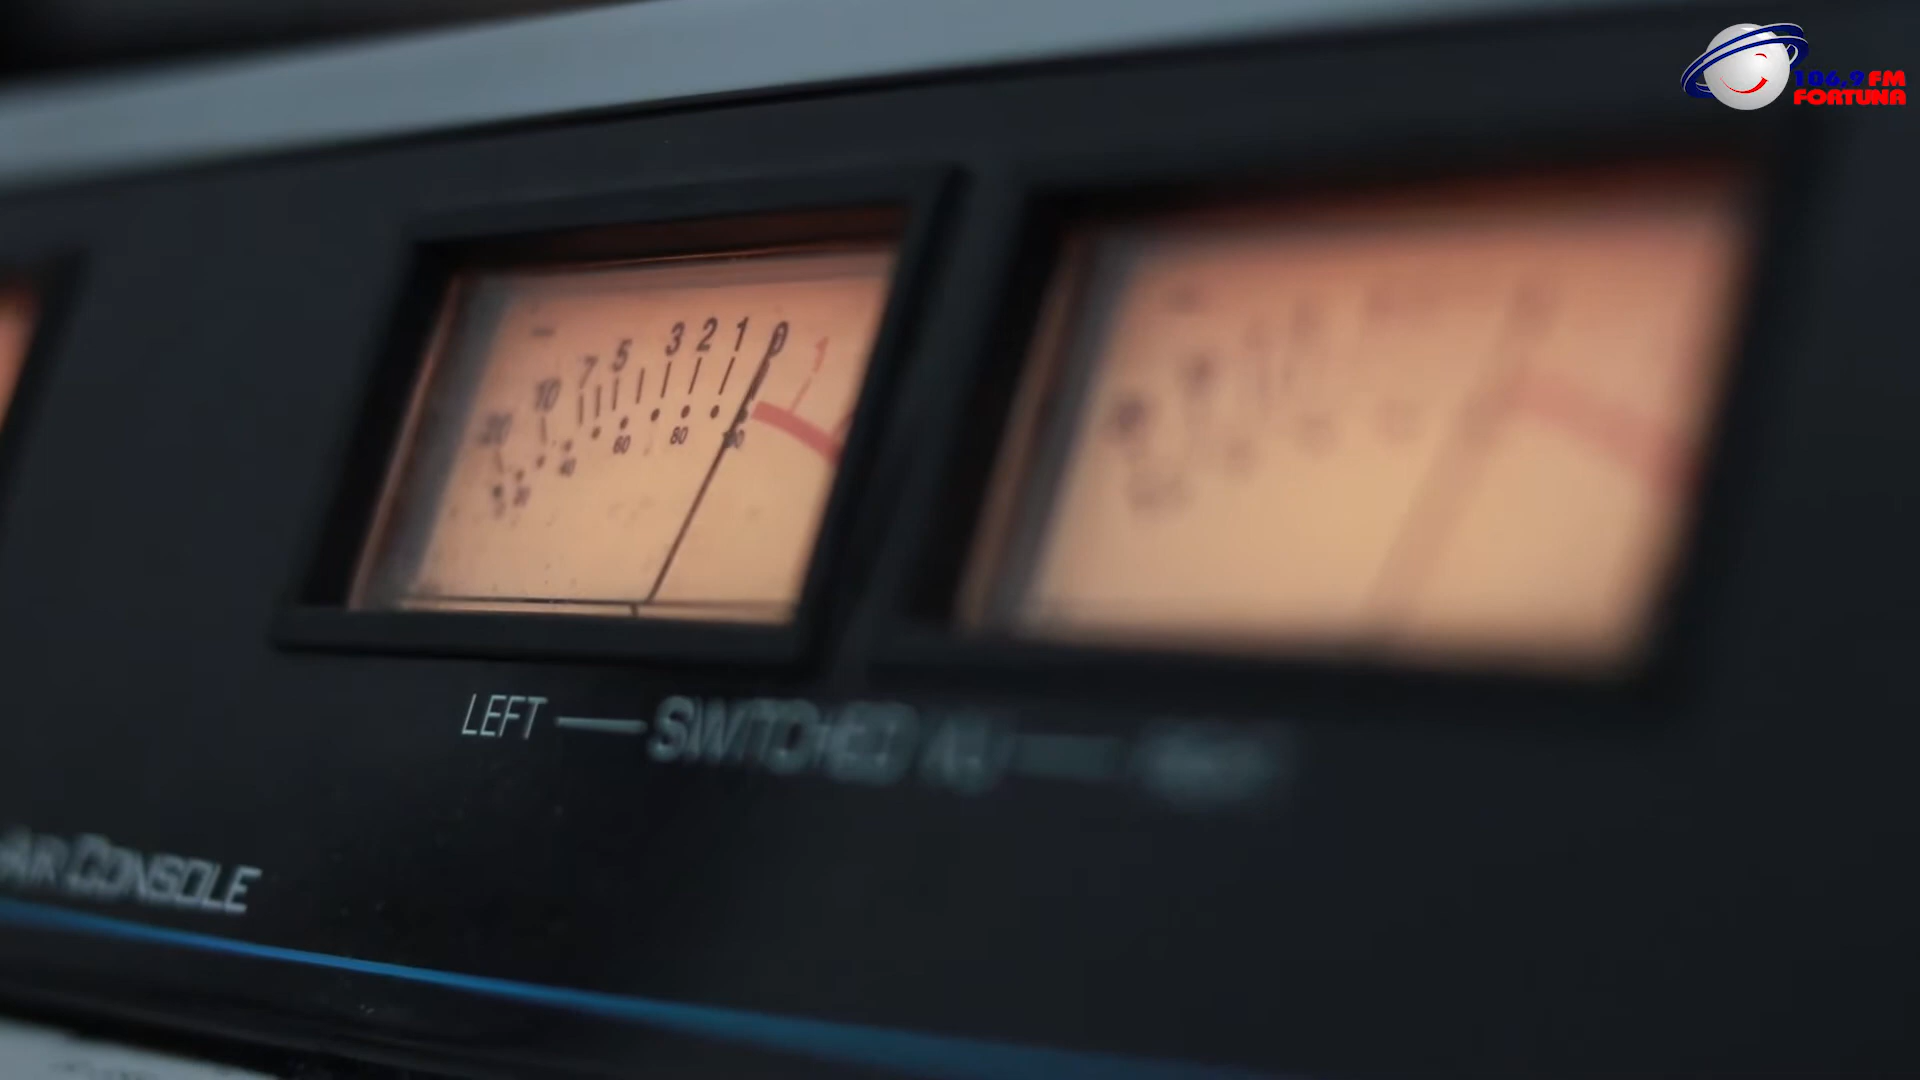 106,9 FM
FORTUNA
20 10 7 5 3 2 1 0 1
20 40 60 80 100
LEFT — SWITCHED
AIR CONSOLE